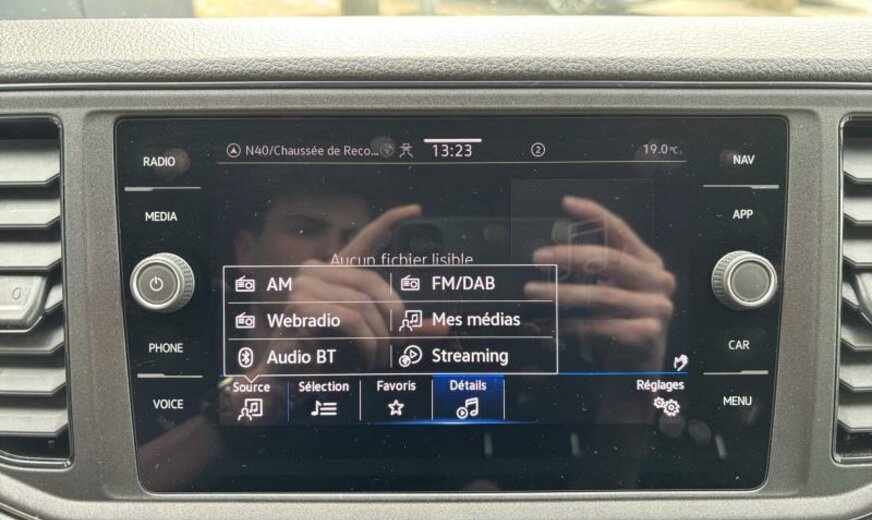 RADIO
MEDIA
PHONE
VOICE
N40/Chaussée de Reco...
13:23
2
19.0°C
Aucun fichier lisible
AM
FM/DAB
Webradio
Mes médias
Audio BT
Streaming
Source
Sélection
Favoris
Détails
Réglages
NAV
APP
CAR
MENU
0